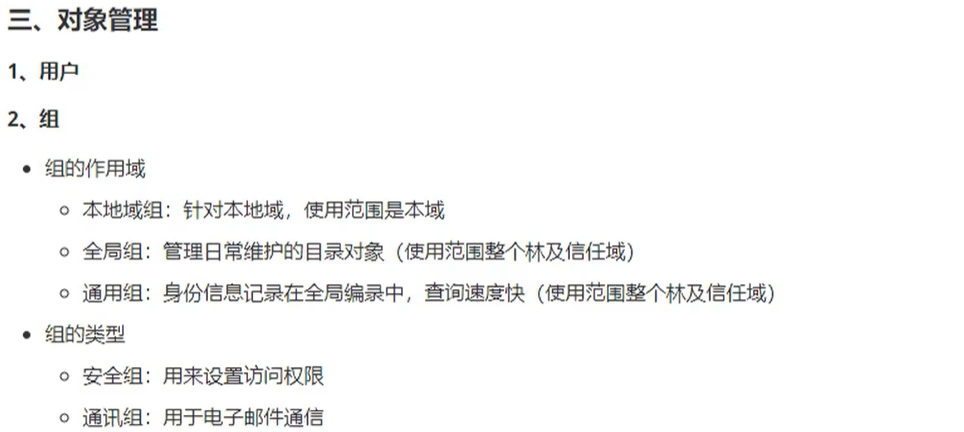 三、对象管理
1、用户
2、组
• 组的作用域
○ 本地域组：针对本地域，使用范围是本域
○ 全局组：管理日常维护的目录对象（使用范围整个林及信任域）
○ 通用组：身份信息记录在全局编录中，查询速度快（使用范围整个林及信任域）
• 组的类型
○ 安全组：用来设置访问权限
○ 通讯组：用于电子邮件通信